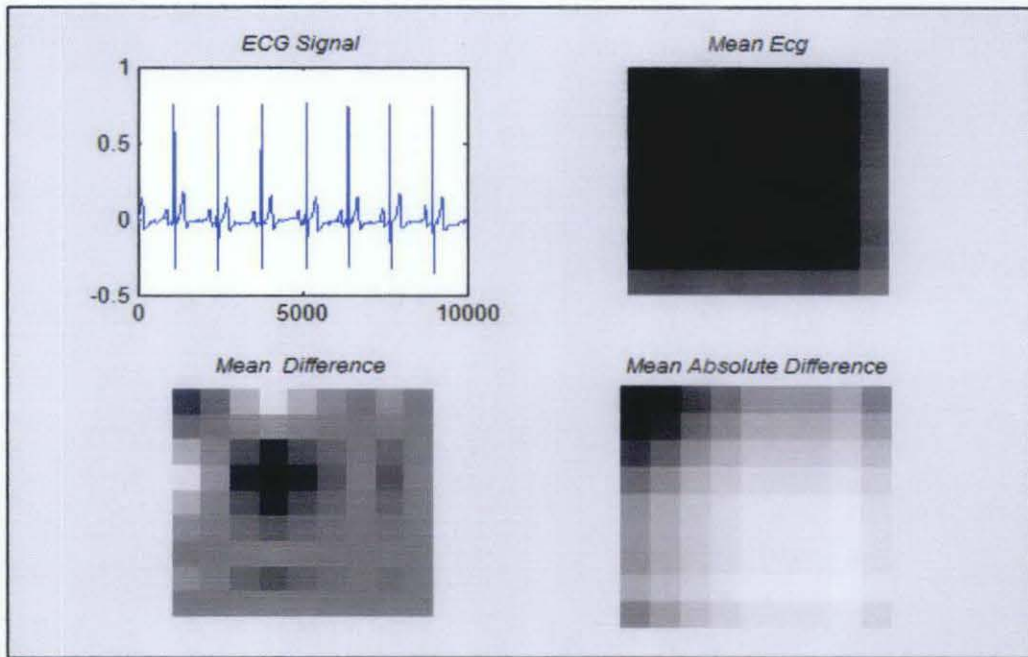 ECG Signal
1
0.5
0
-0.5
0
5000
10000
Mean Ecg
Mean Difference
Mean Absolute Difference